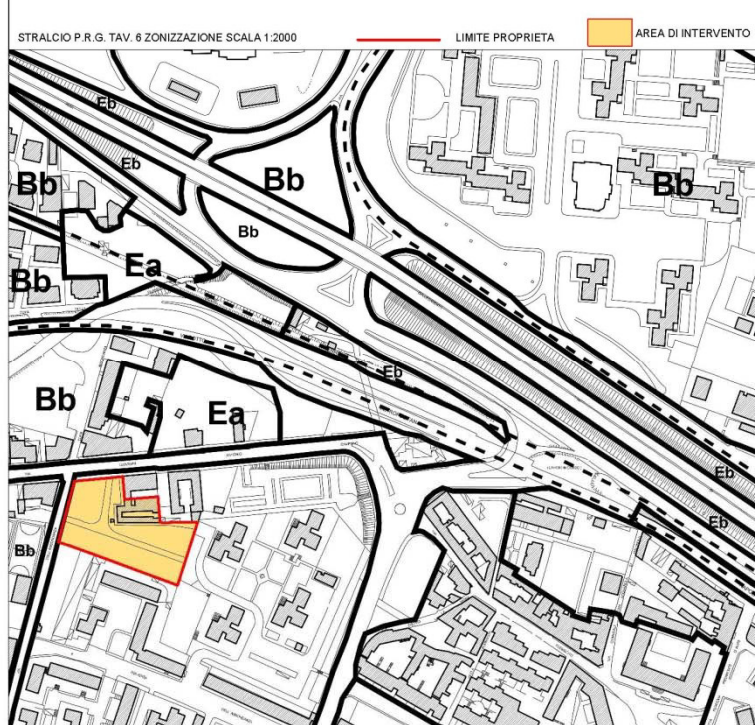 STRALCIO P.R.G. TAV. 6 ZONIZZAZIONE SCALA 1:2000
LIMITE PROPRIETA
AREA DI INTERVENTO
Eb
Eb
Bb
Bb
Bb
Bb
Ea
Bb
Eb
Bb
Ea
Eb
Eb
Bb